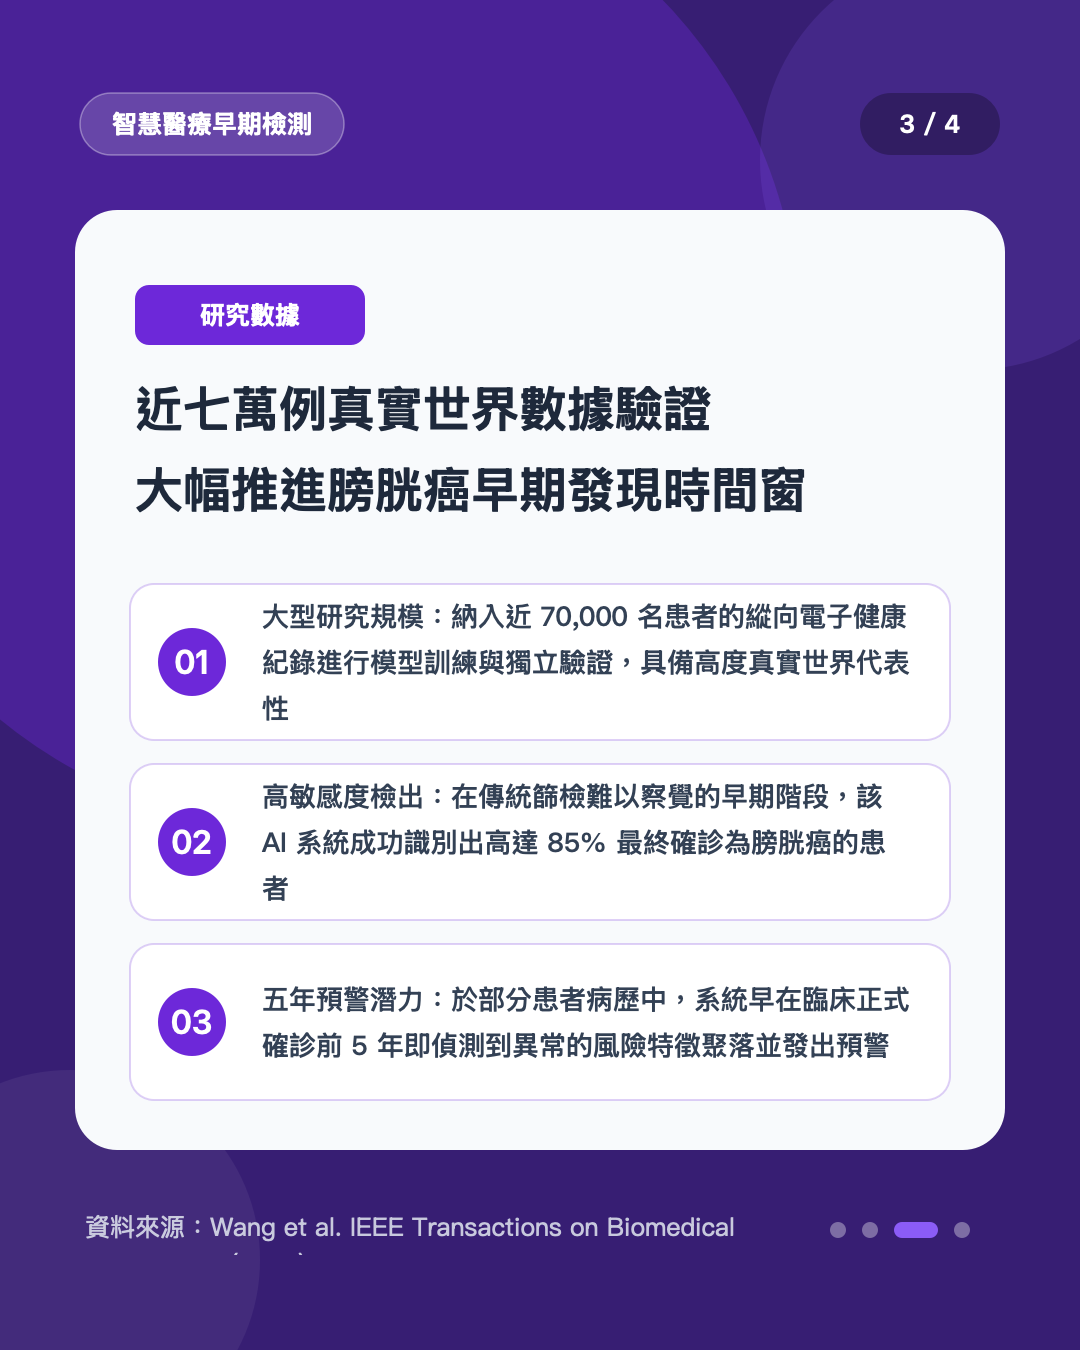 智慧醫療早期檢測
3 / 4
研究數據
近七萬例真實世界數據驗證
大幅推進膀胱癌早期發現時間窗
01
大型研究規模：納入近 70,000 名患者的縱向電子健康
紀錄進行模型訓練與獨立驗證，具備高度真實世界代表
性
02
高敏感度檢出：在傳統篩檢難以察覺的早期階段，該
AI 系統成功識別出高達 85% 最終確診為膀胱癌的患
者
03
五年預警潛力：於部分患者病歷中，系統早在臨床正式
確診前 5 年即偵測到異常的風險特徵聚落並發出預警
資料來源：Wang et al. IEEE Transactions on Biomedical